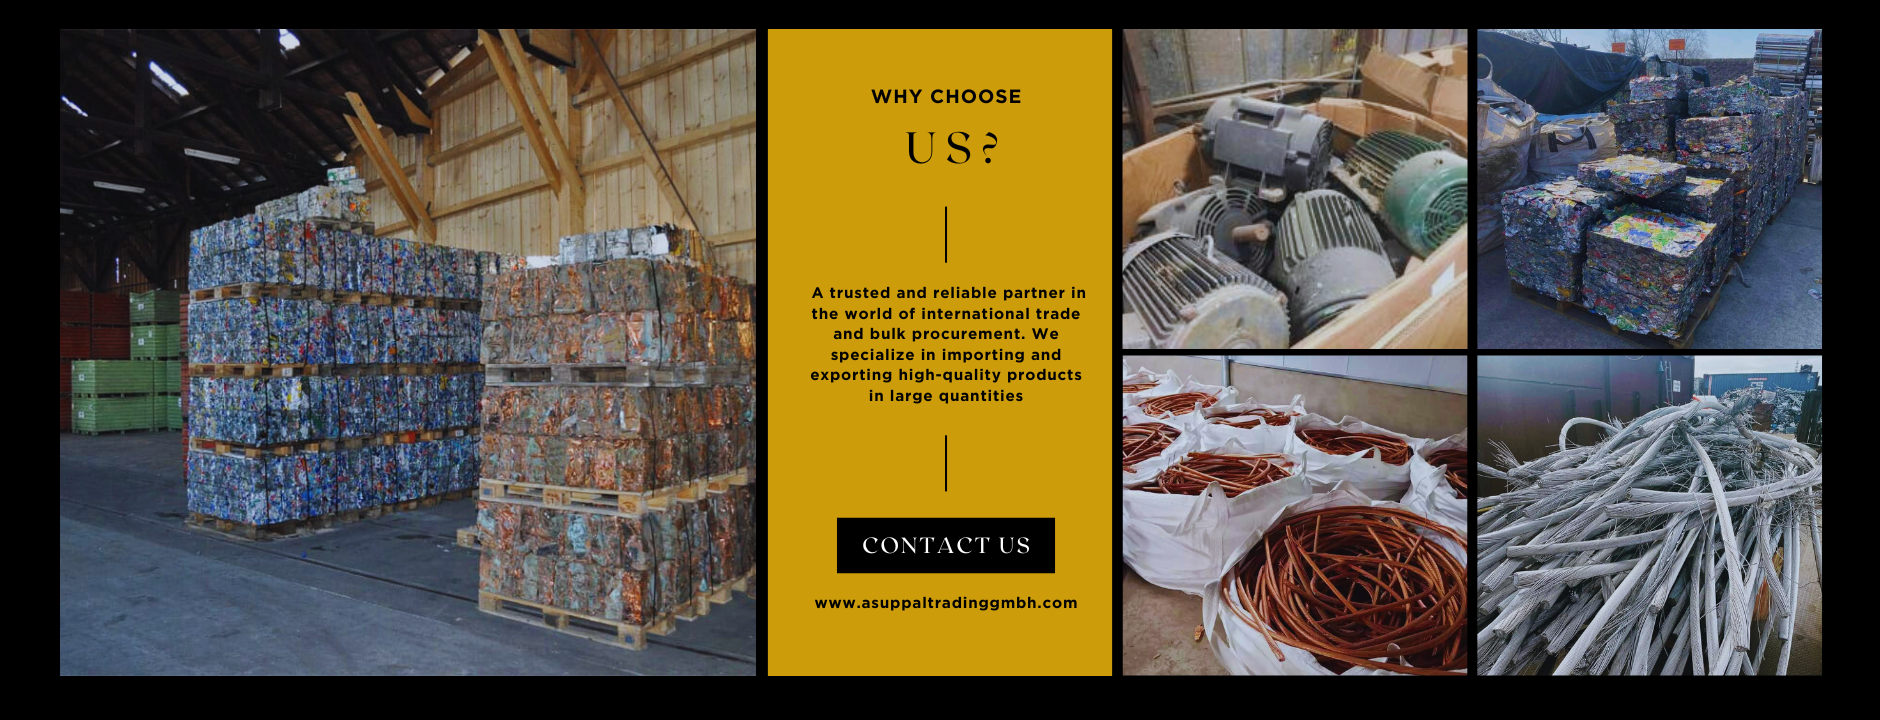 WHY CHOOSE
US?
A trusted and reliable partner in
the world of international trade
and bulk procurement. We
specialize in importing and
exporting high-quality products
in large quantities
CONTACT US
www.asuppaltradinggmbh.com